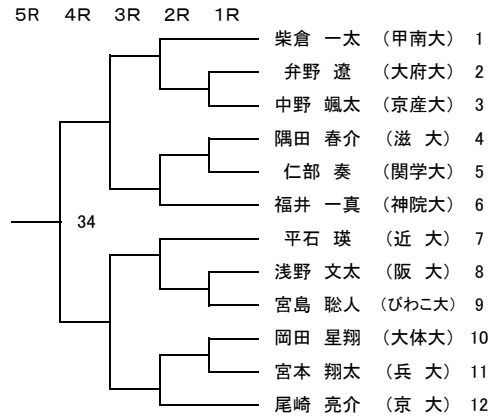 5R 4R 3R 2R 1R
柴倉 一太 (甲南大) 1
弁野 遼 (大府大) 2
中野 颯太 (京産大) 3
隅田 春介 (滋 大) 4
仁部 奏 (関学大) 5
福井 一真 (神院大) 6
34
平石 瑛 (近 大) 7
浅野 文太 (阪 大) 8
宮島 聡人 (びわこ大) 9
岡田 星翔 (大体大) 10
宮本 翔太 (兵 大) 11
尾崎 亮介 (京 大) 12